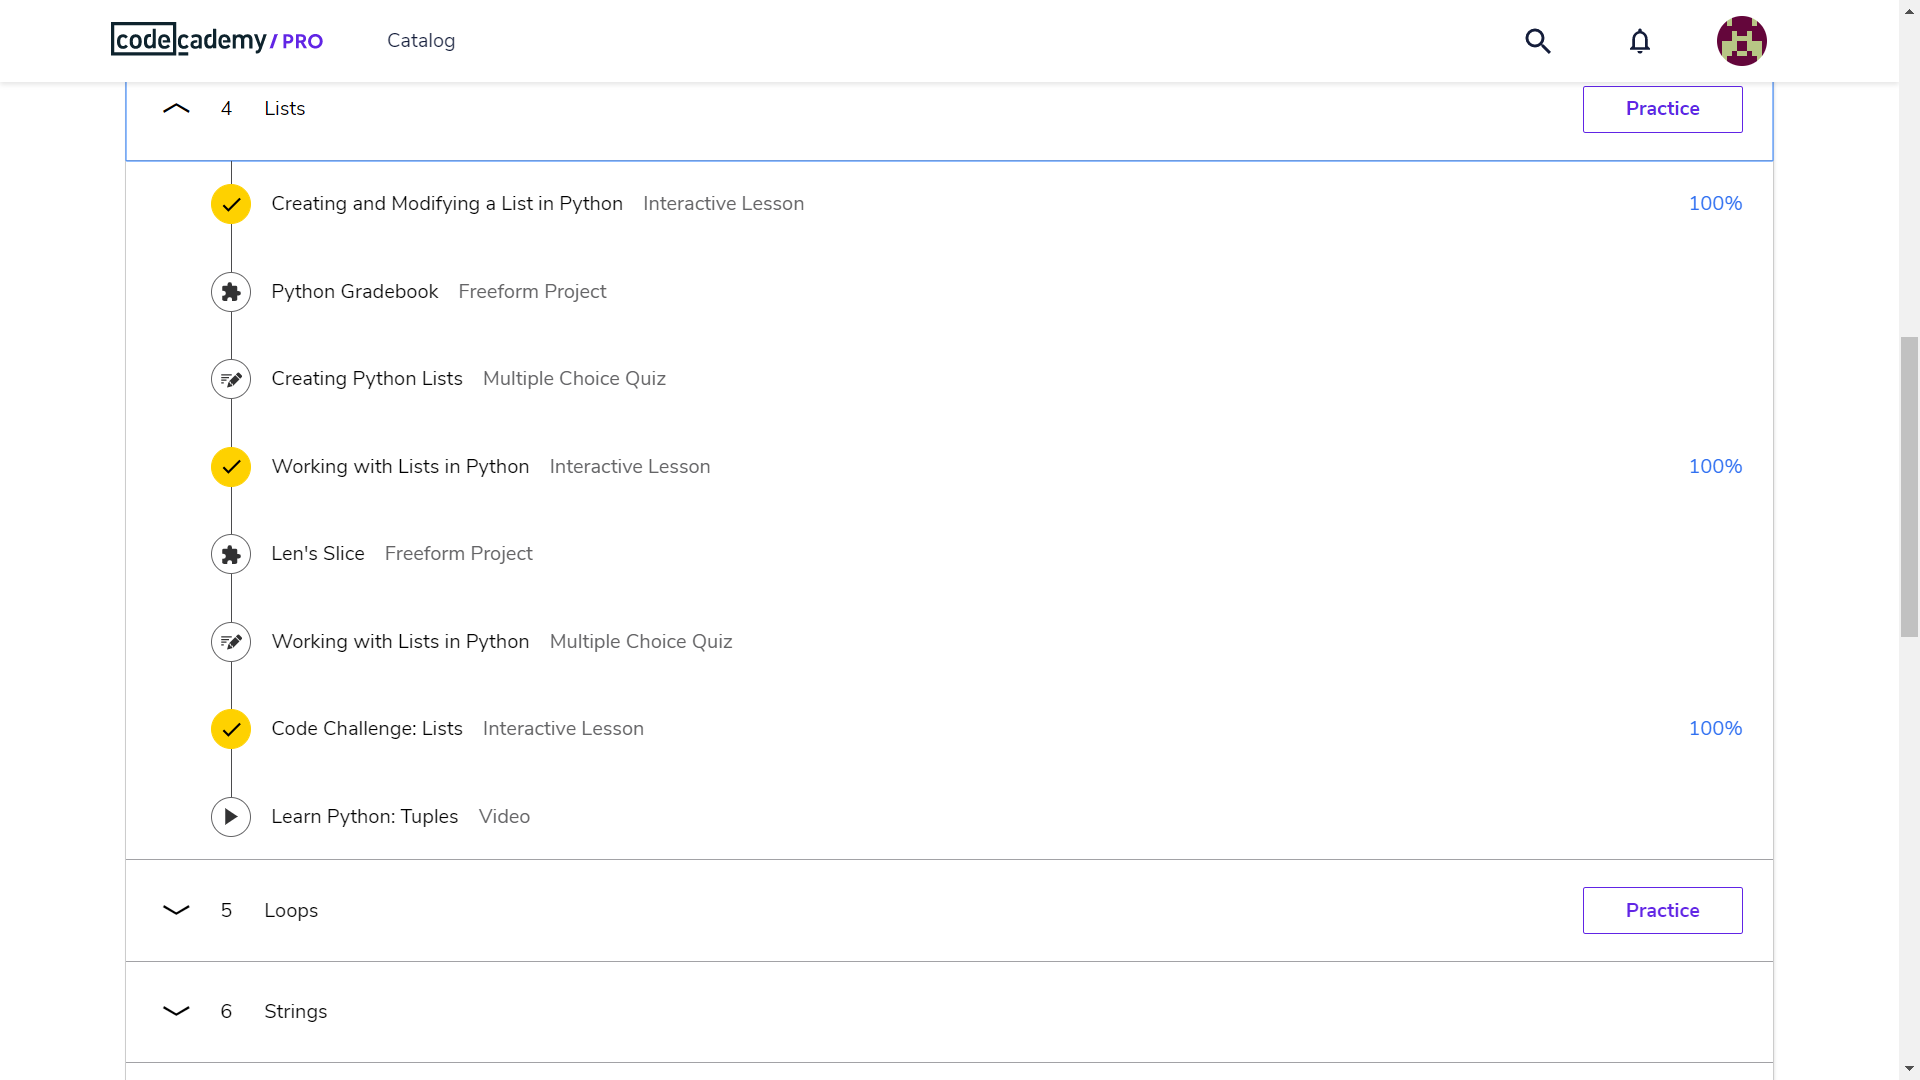 codecademy / PRO Catalog
4 Lists Practice
Creating and Modifying a List in Python Interactive Lesson 100%
Python Gradebook Freeform Project
Creating Python Lists Multiple Choice Quiz
Working with Lists in Python Interactive Lesson 100%
Len's Slice Freeform Project
Working with Lists in Python Multiple Choice Quiz
Code Challenge: Lists Interactive Lesson 100%
Learn Python: Tuples Video
5 Loops Practice
6 Strings